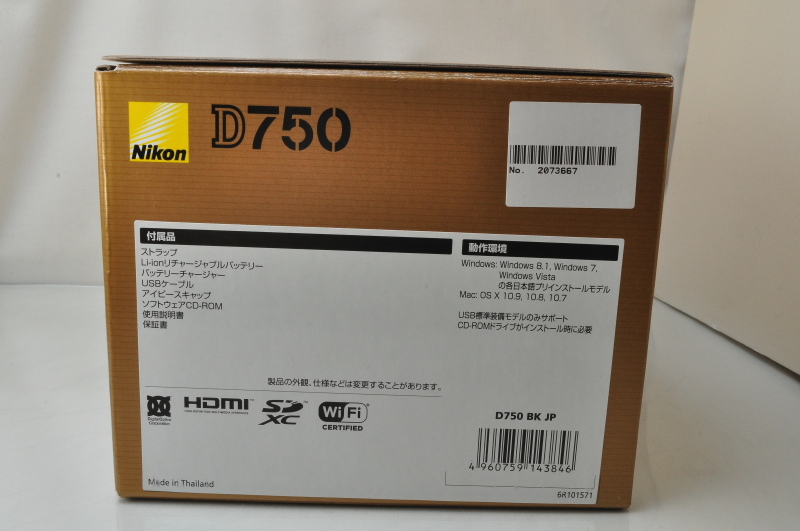 Nikon
D750
No. 2073667
付属品
ストラップ
Li-ionリチャージャブルバッテリー
バッテリーチャージャー
USBケーブル
アイピースキャップ
ソフトウェアCD-ROM
使用説明書
保証書
動作環境
Windows: Windows 8.1, Windows 7,
Windows Vista
の各日本語プリインストールモデル
Mac: OS X 10.9, 10.8, 10.7
USB標準装備モデルのみサポート
CD-ROMドライブがインストール時に必要
製品の外観、仕様などは変更することがあります。
HDMI™
SD XC™
Wi Fi®
CERTIFIED
D750 BK JP
4 960759 143846
Made in Thailand
6R101571